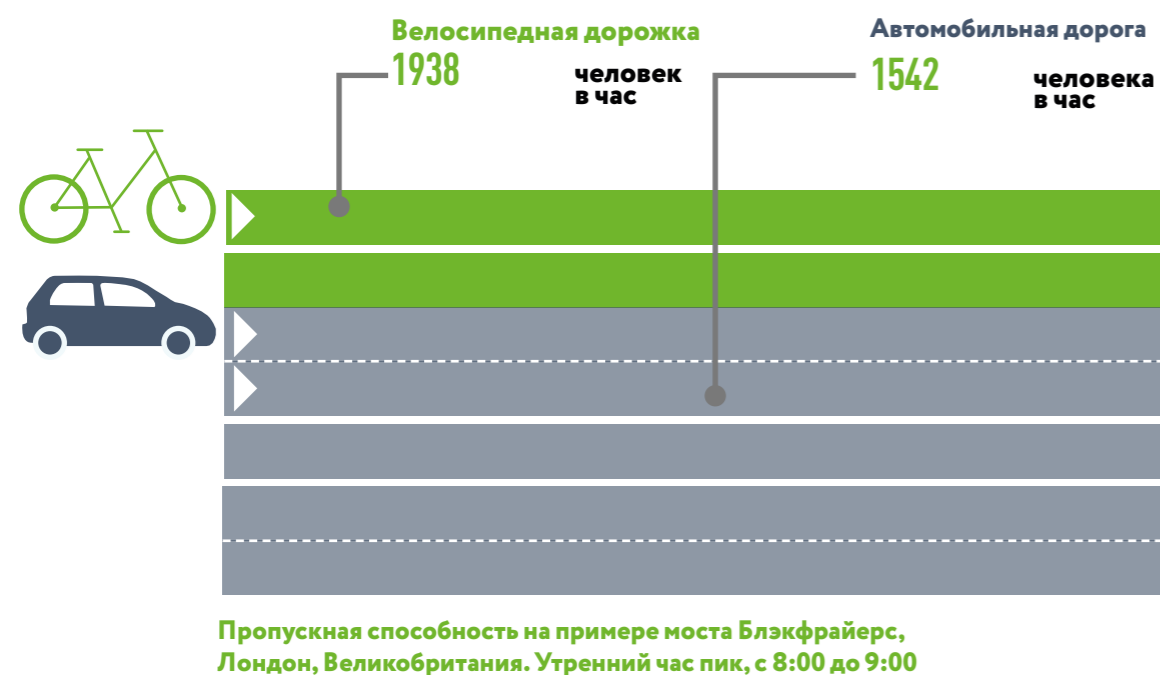 Велосипедная дорожка
1938
человек
в час
Автомобильная дорога
1542
человека
в час
Пропускная способность на примере моста Блэкфрайерс,
Лондон, Великобритания. Утренний час пик, с 8:00 до 9:00